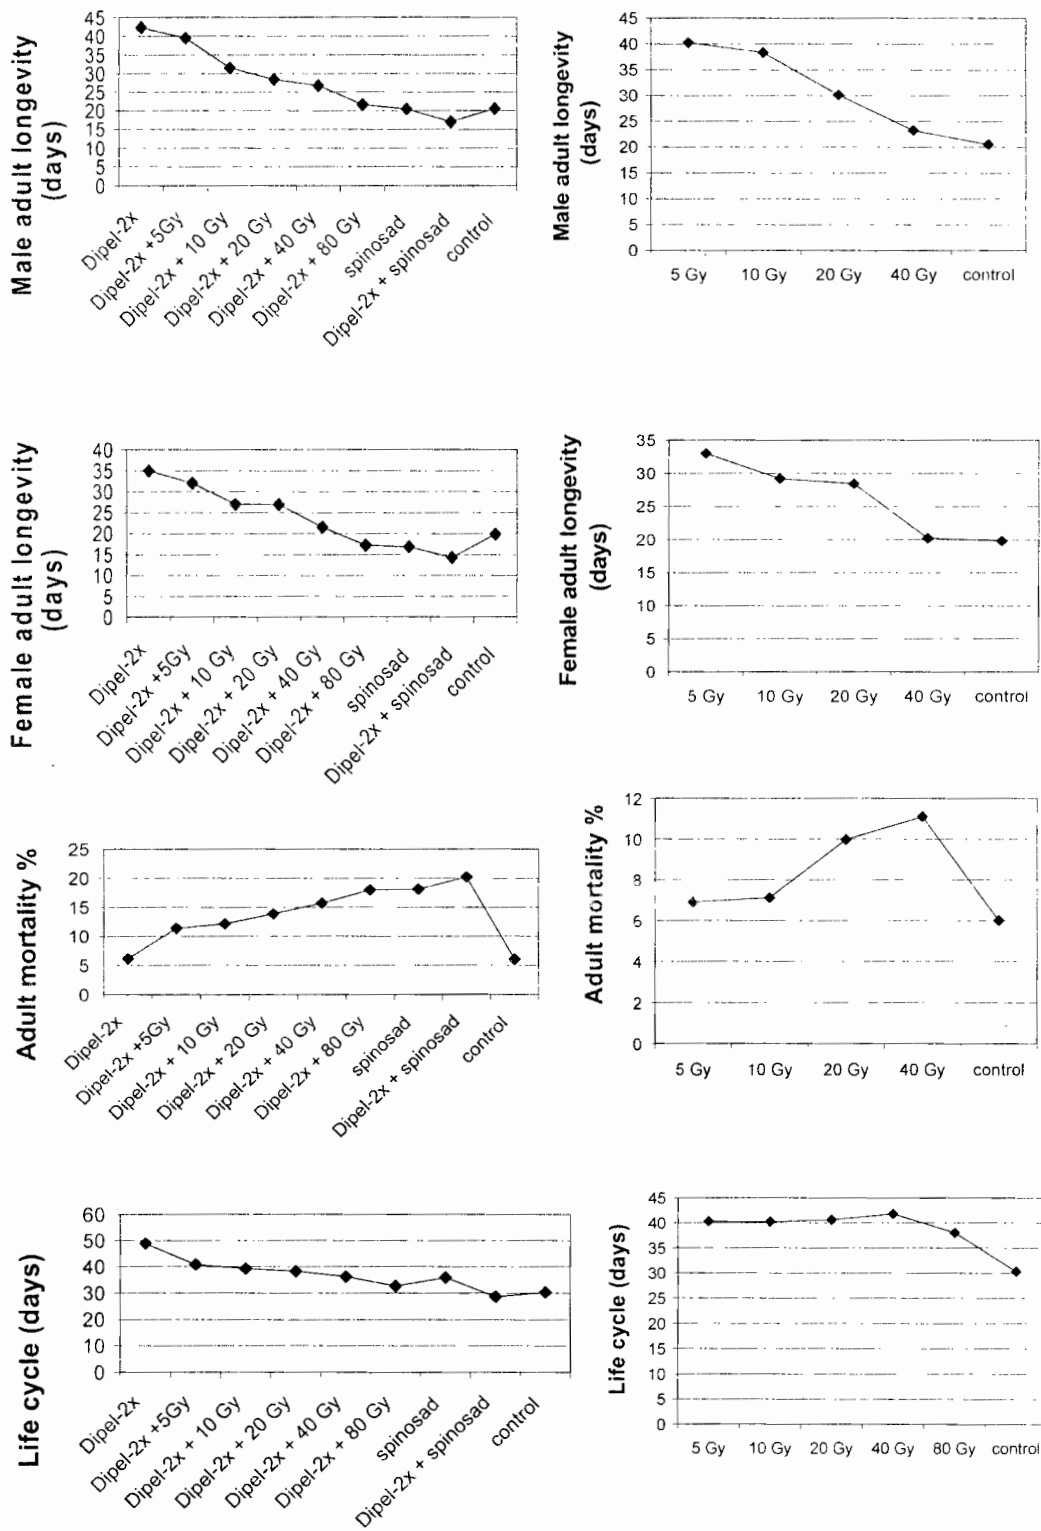 Male adult longevity
(days)
45
40
35
30
25
20
15
10
5
0
Dipel-2x
Dipel-2x +5Gy
Dipel-2x + 10 Gy
Dipel-2x + 20 Gy
Dipel-2x + 40 Gy
Dipel-2x + 80 Gy
spinosad
Dipel-2x + spinosad
control
Male adult longevity
(days)
45
40
35
30
25
20
15
10
5
0
5 Gy
10 Gy
20 Gy
40 Gy
control
Female adult longevity
(days)
40
35
30
25
20
15
10
5
0
Dipel-2x
Dipel-2x +5Gy
Dipel-2x + 10 Gy
Dipel-2x + 20 Gy
Dipel-2x + 40 Gy
Dipel-2x + 80 Gy
spinosad
Dipel-2x + spinosad
control
Female adult longevity
(days)
35
30
25
20
15
10
5
0
5 Gy
10 Gy
20 Gy
40 Gy
control
Adult mortality %
25
20
15
10
5
0
Dipel-2x
Dipel-2x +5Gy
Dipel-2x + 10 Gy
Dipel-2x + 20 Gy
Dipel-2x + 40 Gy
Dipel-2x + 80 Gy
spinosad
Dipel-2x + spinosad
control
Adult mortality %
12
10
8
6
4
2
0
5 Gy
10 Gy
20 Gy
40 Gy
control
Life cycle (days)
60
50
40
30
20
10
0
Dipel-2x
Dipel-2x +5Gy
Dipel-2x + 10 Gy
Dipel-2x + 20 Gy
Dipel-2x + 40 Gy
Dipel-2x + 80 Gy
spinosad
Dipel-2x + spinosad
control
Life cycle (days)
45
40
35
30
25
20
15
10
5
0
5 Gy
10 Gy
20 Gy
40 Gy
80 Gy
control